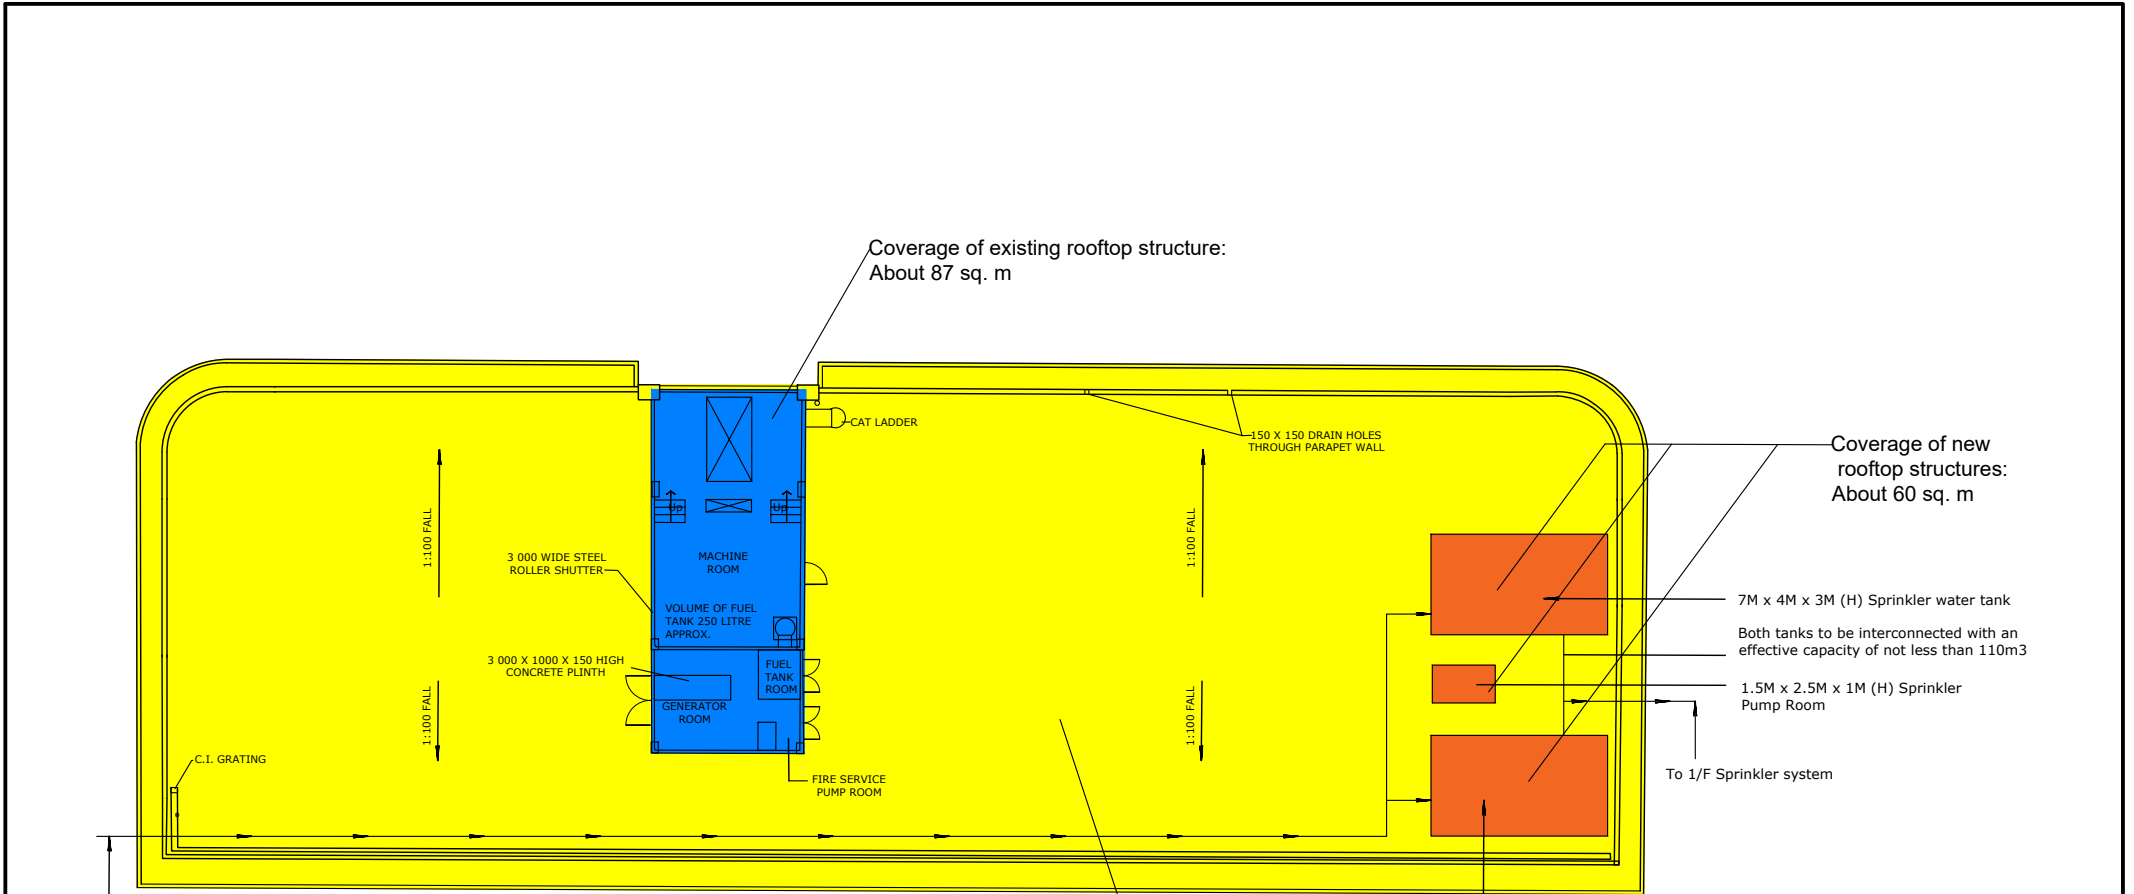 Coverage of existing rooftop structure:
About 87 sq. m
CAT LADDER
150 X 150 DRAIN HOLES
THROUGH PARAPET WALL
Coverage of new
rooftop structures:
About 60 sq. m
1:100 FALL
1:100 FALL
Up
Up
3 000 WIDE STEEL
ROLLER SHUTTER
MACHINE
ROOM
VOLUME OF FUEL
TANK 250 LITRE
APPROX.
7M x 4M x 3M (H) Sprinkler water tank
Both tanks to be interconnected with an
effective capacity of not less than 110m3
3 000 X 1000 X 150 HIGH
CONCRETE PLINTH
FUEL
TANK
ROOM
1.5M x 2.5M x 1M (H) Sprinkler
Pump Room
GENERATOR
ROOM
1:100 FALL
1:100 FALL
C.I. GRATING
FIRE SERVICE
PUMP ROOM
To 1/F Sprinkler system